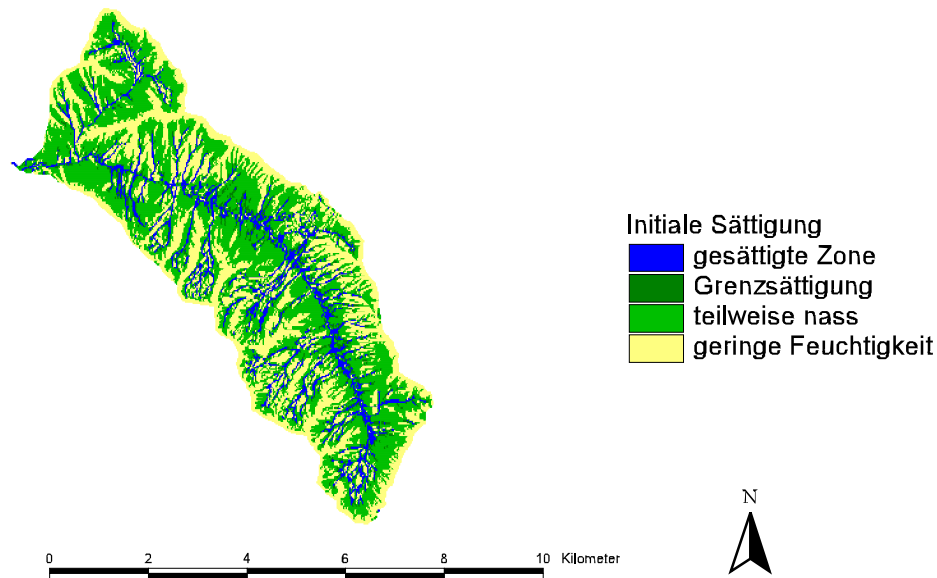 Initiale Sättigung
gesättigte Zone
Grenzsättigung
teilweise nass
geringe Feuchtigkeit
N
0 2 4 6 8 10 Kilometer